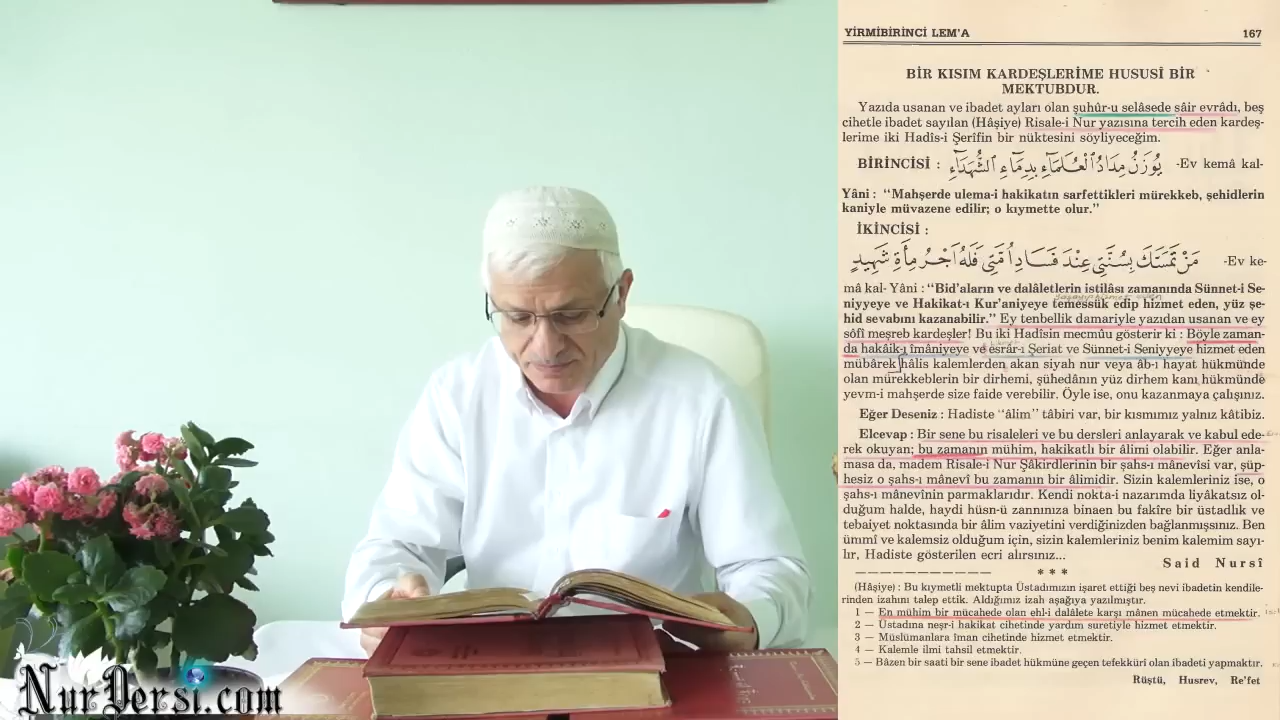 YİRMİBİRİNCİ LEM'A 167
BİR KISIM KARDEŞLERİME HUSUSÎ BİR
MEKTUBDUR.
Yazıda usanan ve ibadet ayları olan şuhûr-u selâsede sâir evrâdı, beş
cihetle ibadet sayılan (Hâşiye) Risale-i Nur yazısına tercih eden kardeş-
lerime iki Hadîs-i Şerîfin bir nüktesini söyliyeceğim.
BİRİNCİSİ : يُوزَنُ مِدَادُ الْعُلَمَاءِ بِدِمَاءِ الشُّهَدَاءِ -Ev kemâ kal-
Yâni : “Mahşerde ulema-i hakikatın sarfettikleri mürekkeb, şehidlerin
kaniyle müvazene edilir; o kıymette olur.”
İKİNCİSİ :
مَنْ تَمَسَّكَ بِسُنَّتِى عِنْدَ فَسَادِ اُمَّتِى فَلَهُ اَجْرُ مِأَةِ شَهِيدٍ -Ev ke-
mâ kal- Yâni : “Bid'aların ve dalâletlerin istilâsı zamanında Sünnet-i Se-
niyyeye ve Hakikat-ı Kur'aniyeye temessük edip hizmet eden, yüz şe-
hid sevabını kazanabilir.” Ey tenbellik damariyle yazıdan usanan ve ey
sôfî meşreb kardeşler! Bu iki Hadîsin mecmûu gösterir ki : Böyle zaman-
da hakâik-ı îmâniyeye ve esrâr-ı Şeriat ve Sünnet-i Seniyyeye hizmet eden
mübârek hâlis kalemlerden akan siyah nur veya âb-ı hayat hükmünde
olan mürekkeblerin bir dirhemi, şühedânın yüz dirhem kanı hükmünde
yevm-i mahşerde size faide verebilir. Öyle ise, onu kazanmaya çalışınız.
Eğer Deseniz : Hadiste “âlim” tâbiri var, bir kısmımız yalnız kâtibiz.
Elcevap : Bir sene bu risaleleri ve bu dersleri anlayarak ve kabul ede-
rek okuyan; bu zamanın mühim, hakikatlı bir âlimi olabilir. Eğer anla-
masa da, madem Risale-i Nur Şâkirdlerinin bir şahs-ı mânevîsi var, şüp-
hesiz o şahs-ı mânevî bu zamanın bir âlimidir. Sizin kalemleriniz ise, o
şahs-ı mânevînin parmaklarıdır. Kendi nokta-i nazarımda liyâkatsız ol-
duğum halde, haydi hüsn-ü zannınıza binaen bu fakîre bir üstadlık ve
tebaiyet noktasında bir âlim vaziyetini verdiğinizden bağlanmışsınız. Ben
ümmî ve kalemsiz olduğum için, sizin kalemleriniz benim kalemim sayı-
lır, Hadiste gösterilen ecri alırsınız...
Said Nursî
* * *
(Hâşiye) : Bu kıymetli mektupta Üstadımızın işaret ettiği beş nevi ibadetin kendile-
rinden izahını talep ettik. Aldığımız izah aşağıya yazılmıştır.
1 — En mühim bir mücahede olan ehl-i dalâlete karşı mânen mücahede etmektir.
2 — Üstadına neşr-i hakikat cihetinde yardım suretiyle hizmet etmektir.
3 — Müslümanlara îman cihetinde hizmet etmektir.
4 — Kalemle ilmi tahsil etmektir.
5 — Bâzen bir saati bir sene ibadet hükmüne geçen tefekkürî olan ibadeti yapmaktır.
Rüştü, Husrev, Re'fet
NurDersi.com